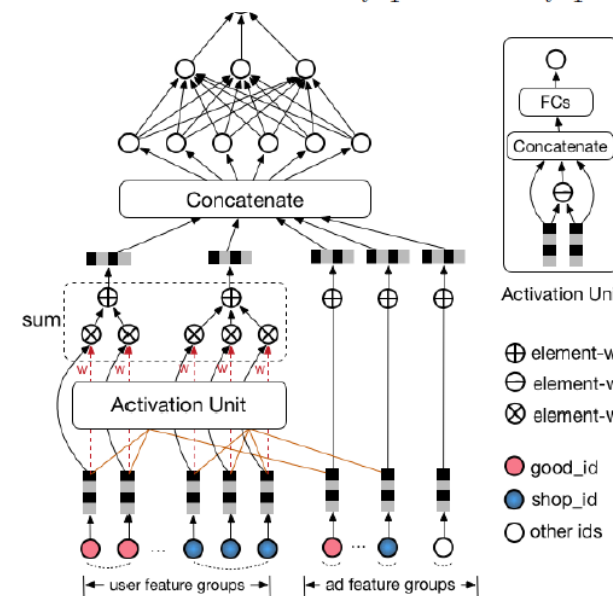 Concatenate
sum
w w w w
Activation Unit
... ...
user feature groups
ad feature groups
FCs
Concatenate
Activation
element-w
element-w
element-w
good_id
shop_id
other ids